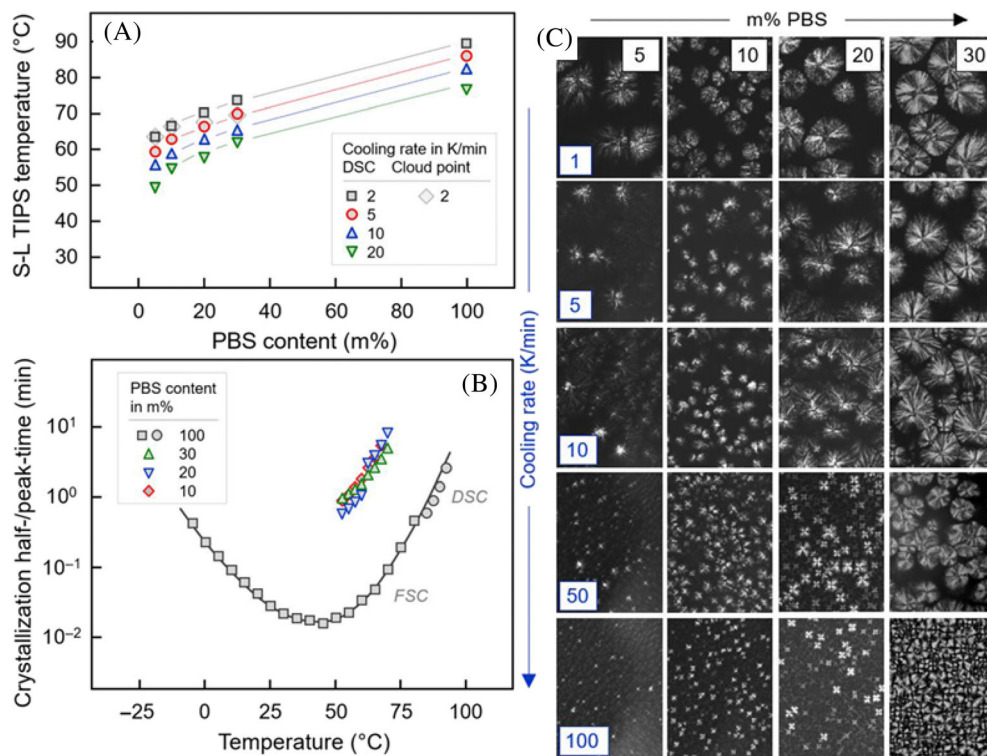 (A)
S-L TIPS temperature (°C)
90
80
70
60
50
40
30
Cooling rate in K/min
DSC Cloud point
2 2
5
10
20
0 20 40 60 80 100
PBS content (m%)
(B)
Crystallization half-/peak-time (min)
10¹
10⁰
10⁻¹
10⁻²
PBS content
in m%
100
30
20
10
DSC
FSC
−25 0 25 50 75 100
Temperature (°C)
(C)
m% PBS
5 10 20 30
Cooling rate (K/min)
1
5
10
50
100